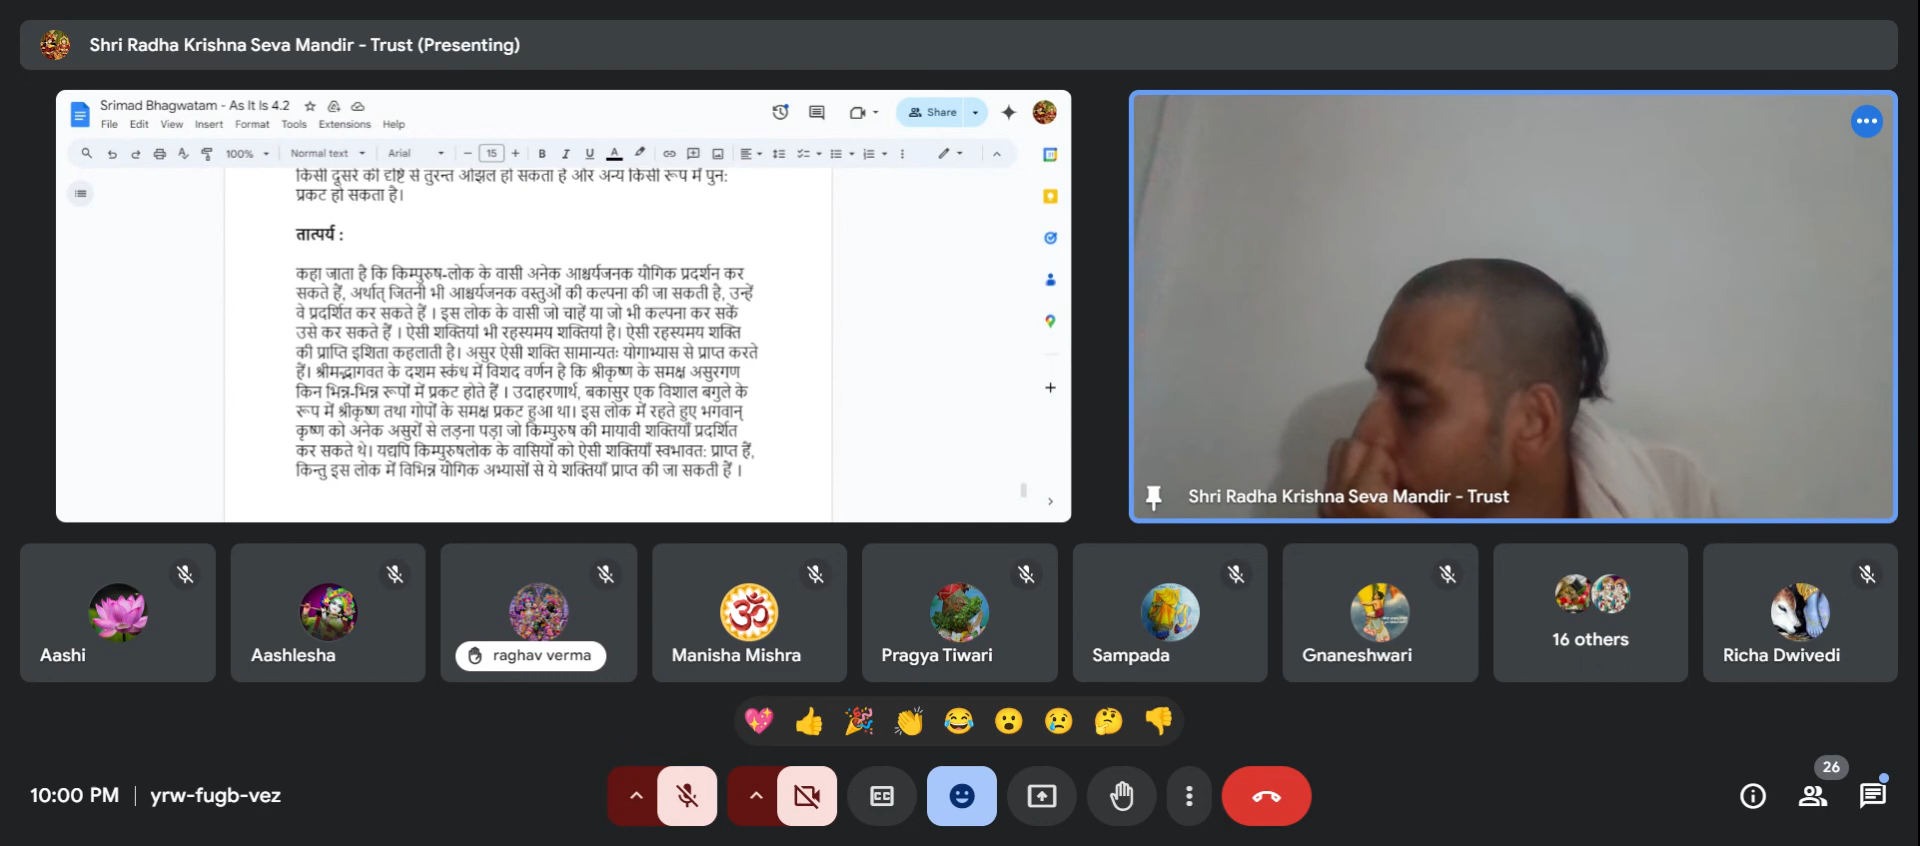 Shri Radha Krishna Seva Mandir - Trust (Presenting)
Srimad Bhagwatam - As It Is 4.2
File Edit View Insert Format Tools Extensions Help
Share
100% Normal text Arial 15 B I U A
किसी दूसरे की दृष्टि से तुरन्त ओझल हो सकता है और अन्य किसी रूप में पुन:
प्रकट हो सकता है।
तात्पर्य :
कहा जाता है कि किम्पुरुष-लोक के वासी अनेक आश्चर्यजनक यौगिक प्रदर्शन कर
सकते हैं, अर्थात् जितनी भी आश्चर्यजनक वस्तुओं की कल्पना की जा सकती है, उन्हें
वे प्रदर्शित कर सकते हैं । इस लोक के वासी जो चाहें या जो भी कल्पना कर सकें
उसे कर सकते हैं । ऐसी शक्तियां भी रहस्यमय शक्तियां है। ऐसी रहस्यमय शक्ति
की प्राप्ति इशिता कहलाती है। असुर ऐसी शक्ति सामान्यतः योगाभ्यास से प्राप्त करते
हैं। श्रीमद्भागवत के दशम स्कंध में विशद वर्णन है कि श्रीकृष्ण के समक्ष असुरगण
किन भिन्न-भिन्न रूपों में प्रकट होते हैं । उदाहरणार्थ, बकासुर एक विशाल बगुले के
रूप में श्रीकृष्ण तथा गोपों के समक्ष प्रकट हुआ था। इस लोक में रहते हुए भगवान्
कृष्ण को अनेक असुरों से लड़ना पड़ा जो किम्पुरुष की मायावी शक्तियाँ प्रदर्शित
कर सकते थे। यद्यपि किम्पुरुषलोक के वासियों को ऐसी शक्तियाँ स्वभावत: प्राप्त हैं,
किन्तु इस लोक में विभिन्न योगिक अभ्यासों से ये शक्तियाँ प्राप्त की जा सकती हैं ।
Shri Radha Krishna Seva Mandir - Trust
Aashi
Aashlesha
raghav verma
Manisha Mishra
Pragya Tiwari
Sampada
Gnaneshwari
16 others
Richa Dwivedi
10:00 PM | yrw-fugb-vez
CC
26